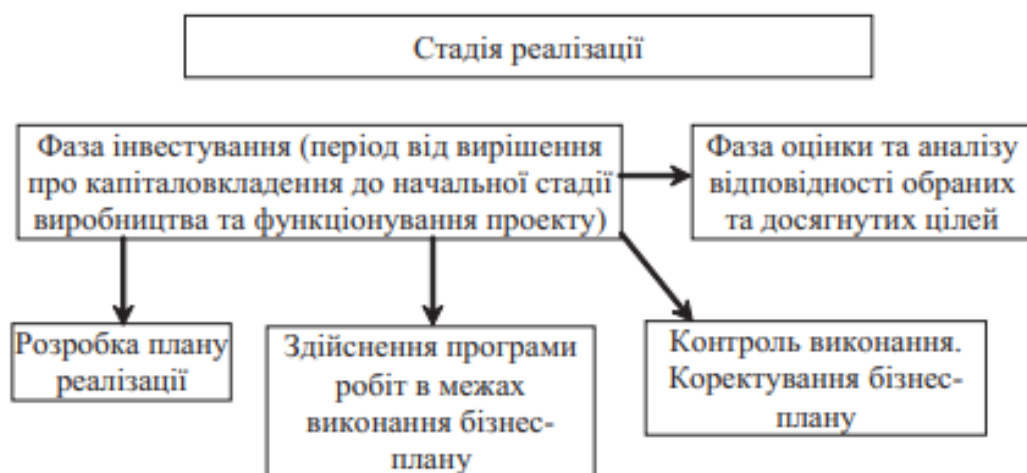 Стадія реалізації
Фаза інвестування (період від вирішення
про капіталовкладення до начальної стадії
виробництва та функціонування проекту)
Фаза оцінки та аналізу
відповідності обраних
та досягнутих цілей
Розробка плану
реалізації
Здійснення програми
робіт в межах
виконання бізнес-
плану
Контроль виконання.
Коректування бізнес-
плану